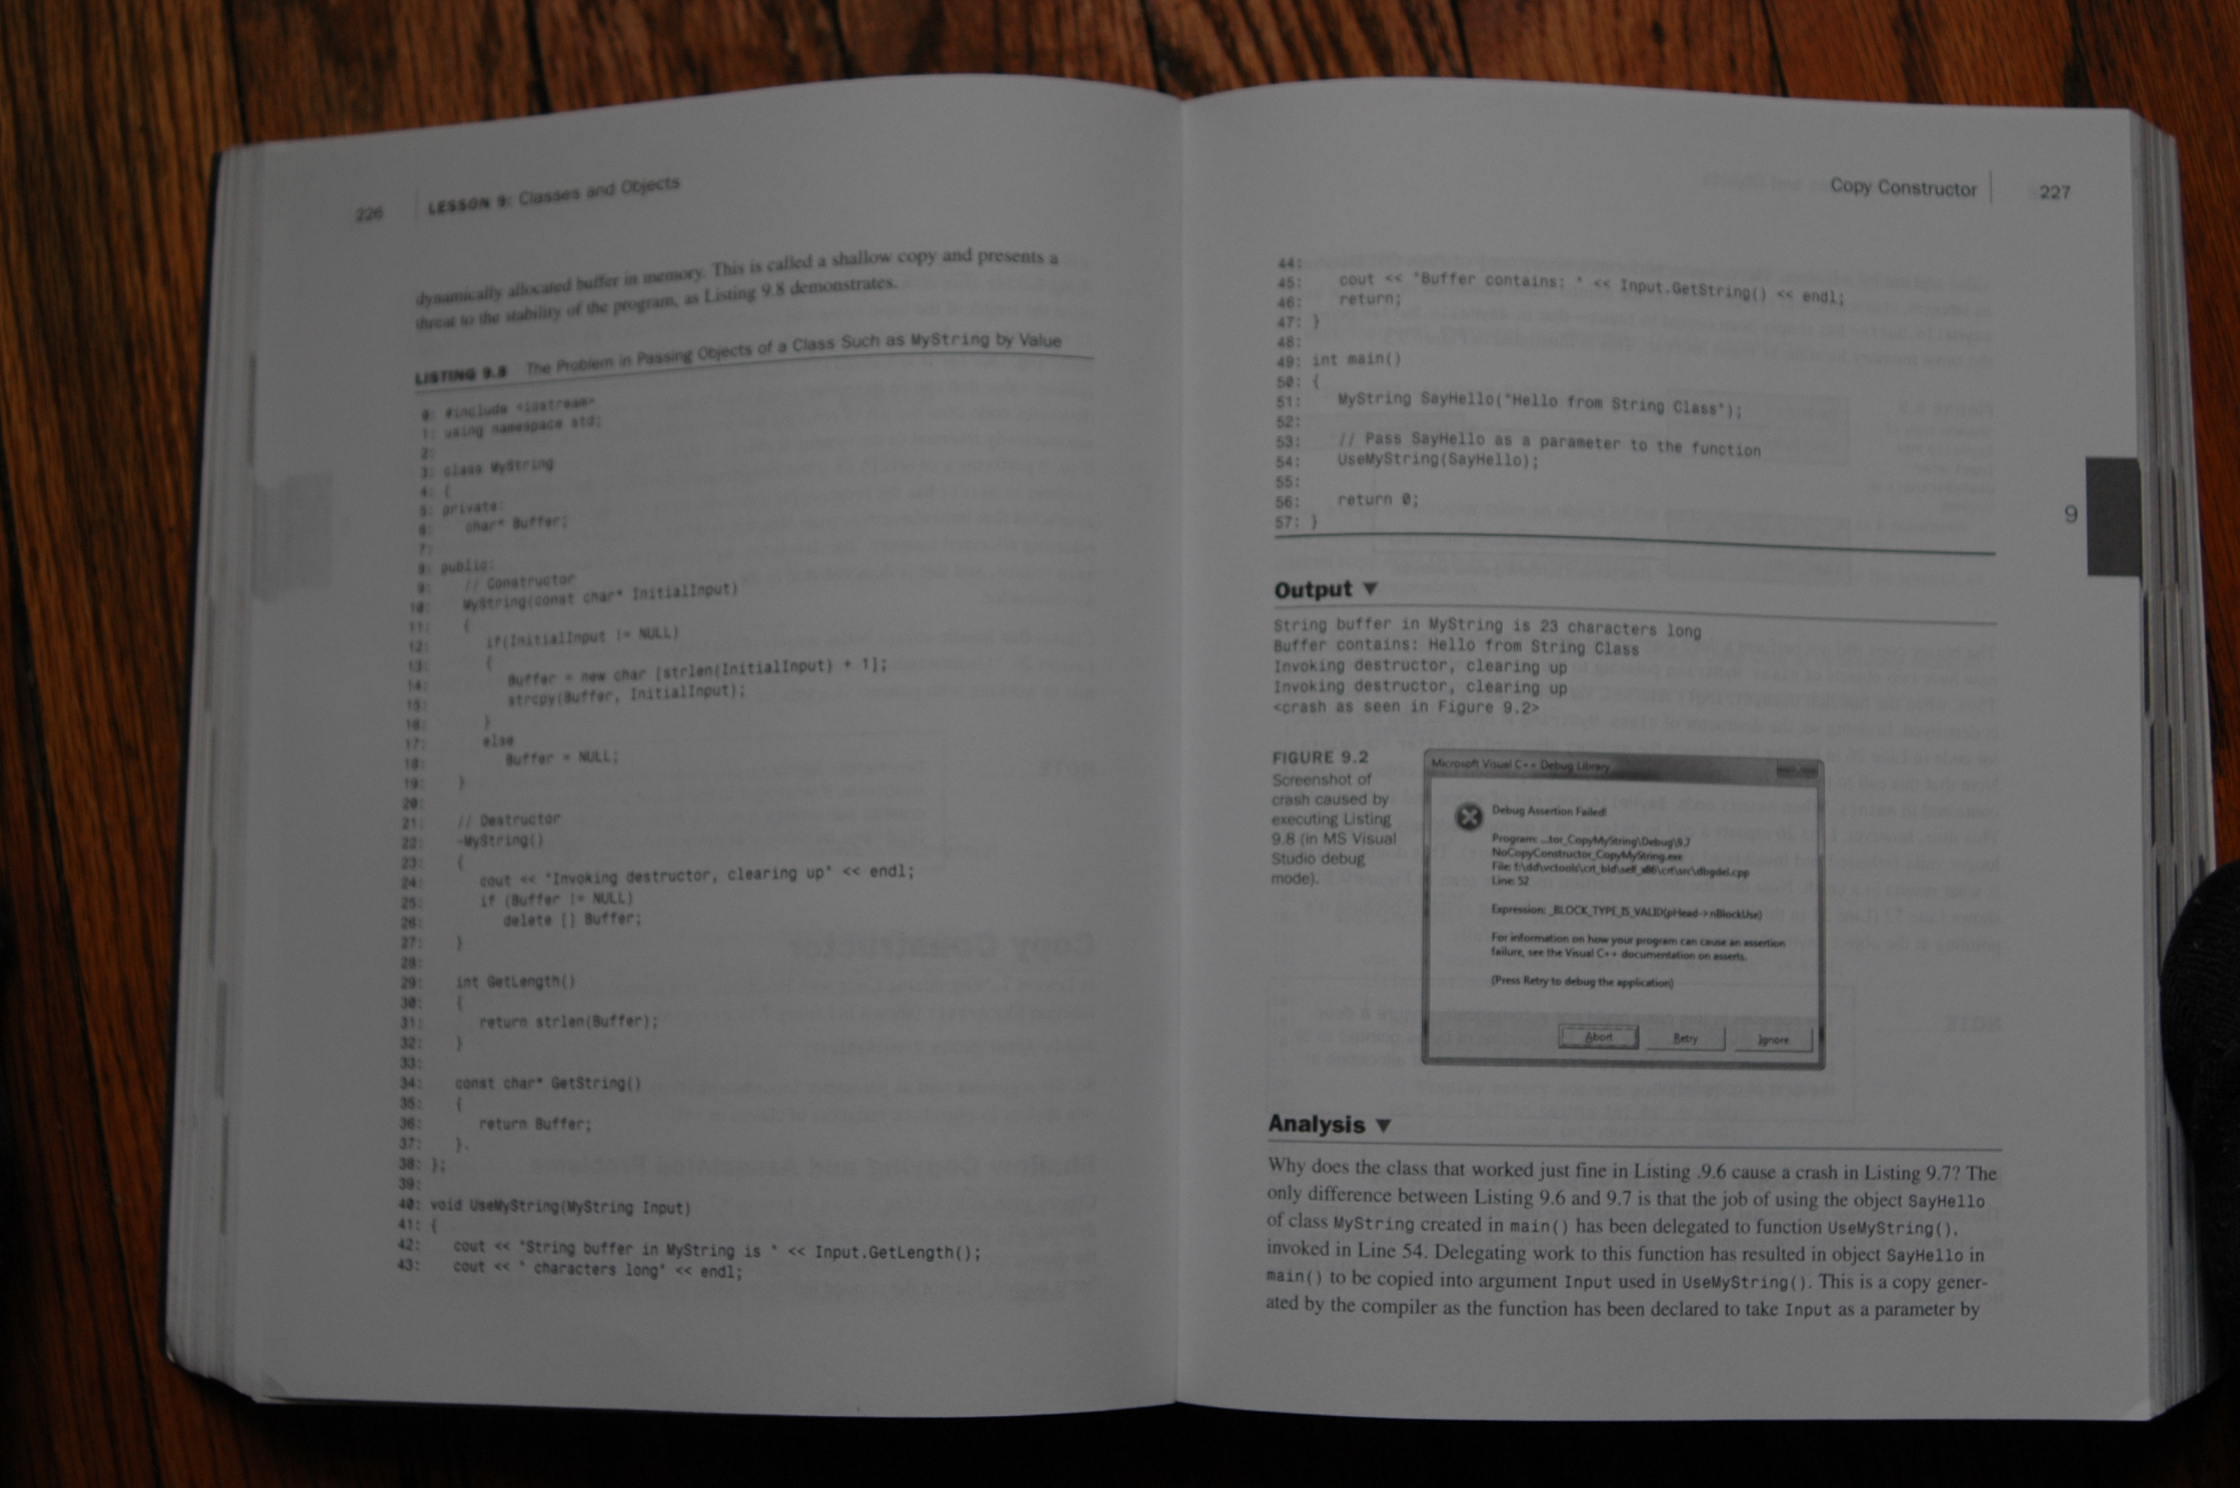 226 LESSON 9: Classes and Objects
dynamically allocated buffer in memory. This is called a shallow copy and presents a
threat to the stability of the program, as Listing 9.8 demonstrates.
LISTING 9.8 The Problem in Passing Objects of a Class Such as MyString by Value
0: #include <iostream>
1: using namespace std;
2:
3: class MyString
4: {
5: private:
6: char* Buffer;
7:
8: public:
9: // Constructor
10: MyString(const char* InitialInput)
11: {
12: if(InitialInput != NULL)
13: {
14: Buffer = new char [strlen(InitialInput) + 1];
15: strcpy(Buffer, InitialInput);
16: }
17: else
18: Buffer = NULL;
19: }
20:
21: // Destructor
22: ~MyString()
23: {
24: cout << "Invoking destructor, clearing up" << endl;
25: if (Buffer != NULL)
26: delete [] Buffer;
27: }
28:
29: int GetLength()
30: {
31: return strlen(Buffer);
32: }
33:
34: const char* GetString()
35: {
36: return Buffer;
37: }
38: };
39:
40: void UseMyString(MyString Input)
41: {
42: cout << "String buffer in MyString is " << Input.GetLength();
43: cout << " characters long" << endl;
Copy Constructor 227
44:
45: cout << "Buffer contains: " << Input.GetString() << endl;
46: return;
47: }
48:
49: int main()
50: {
51: MyString SayHello("Hello from String Class");
52:
53: // Pass SayHello as a parameter to the function
54: UseMyString(SayHello);
55:
56: return 0;
57: }
9
Output ▼
String buffer in MyString is 23 characters long
Buffer contains: Hello from String Class
Invoking destructor, clearing up
Invoking destructor, clearing up
<crash as seen in Figure 9.2>
FIGURE 9.2
Screenshot of
crash caused by
executing Listing
9.8 (in MS Visual
Studio debug
mode).
Microsoft Visual C++ Debug Library
Debug Assertion Failed!
Program: ...tor_CopyMyString\Debug\9.7
NoCopyConstructor_CopyMyString.exe
File: f:\dd\vctools\crt_bld\self_x86\crt\src\dbgdel.cpp
Line: 52
Expression: _BLOCK_TYPE_IS_VALID(pHead->nBlockUse)
For information on how your program can cause an assertion
failure, see the Visual C++ documentation on asserts.
(Press Retry to debug the application)
Abort Retry Ignore
Analysis ▼
Why does the class that worked just fine in Listing .9.6 cause a crash in Listing 9.7? The
only difference between Listing 9.6 and 9.7 is that the job of using the object SayHello
of class MyString created in main() has been delegated to function UseMyString(),
invoked in Line 54. Delegating work to this function has resulted in object SayHello in
main() to be copied into argument Input used in UseMyString(). This is a copy gener-
ated by the compiler as the function has been declared to take Input as a parameter by